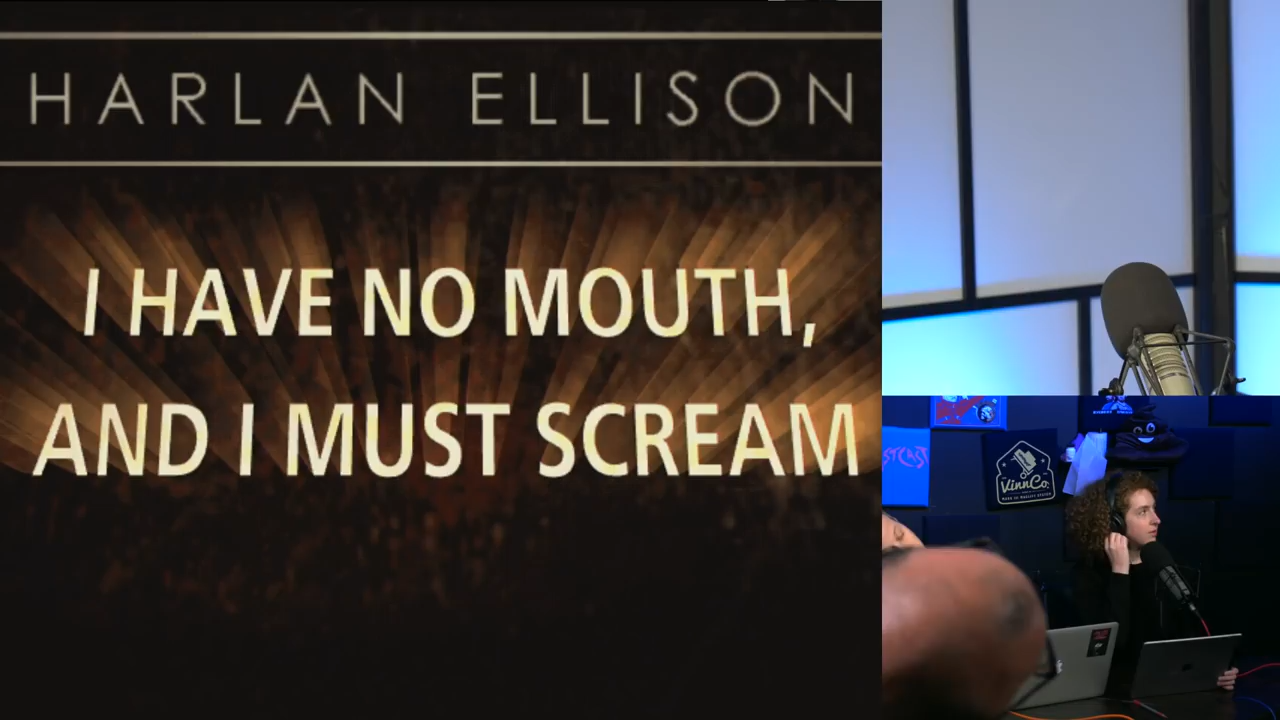 HARLAN ELLISON
I HAVE NO MOUTH,
AND I MUST SCREAM
VinnCo.